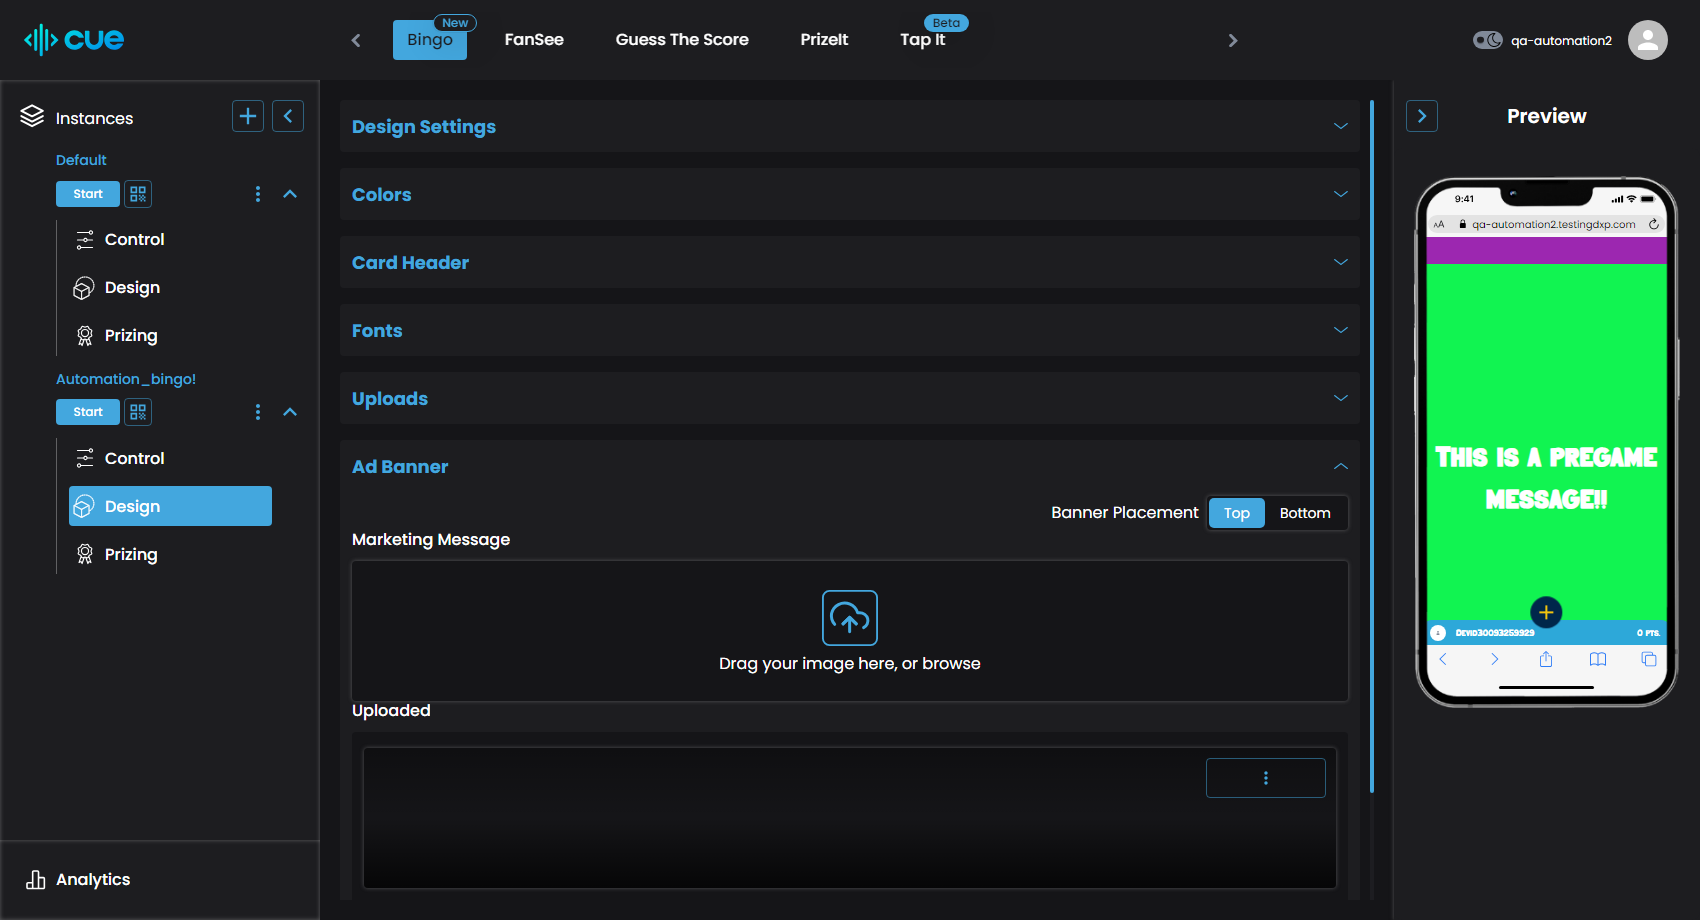 cue
Bingo
New
FanSee
Guess The Score
PrizeIt
Tap It
Beta
qa-automation2
Instances
Default
Start
Control
Design
Prizing
Automation_bingo!
Start
Control
Design
Prizing
Analytics
Design Settings
Colors
Card Header
Fonts
Uploads
Ad Banner
Banner Placement
Top
Bottom
Marketing Message
Drag your image here, or browse
Uploaded
Preview
9:41
AA
qa-automation2.testingdxp.com
This is a pregame
message!!
Devid30093259929
0 pts.